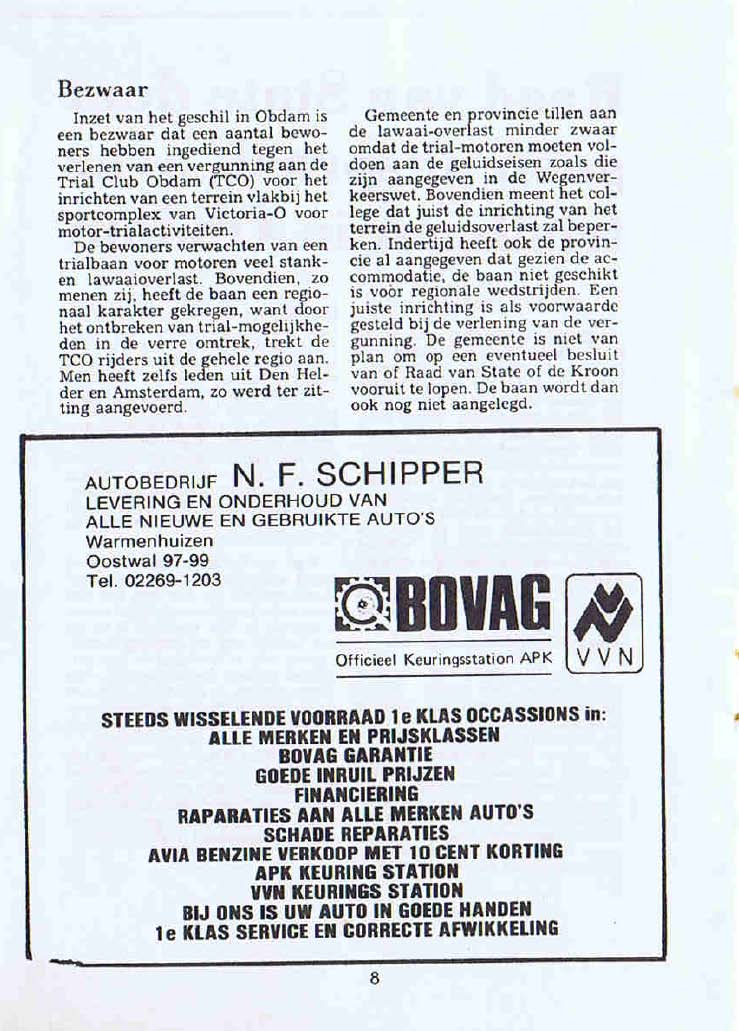 Bezwaar
Inzet van het geschil in Obdam is
een bezwaar dat een aantal bewo-
ners hebben ingediend tegen het
verlenen van een vergunning aan de
Trial Club Obdam (TCO) voor het
inrichten van een terrein vlakbij het
sportcomplex van Victoria-O voor
motor-trialactiviteiten.
De bewoners verwachten van een
trialbaan voor motoren veel stank-
en lawaaioverlast. Bovendien, zo
menen zij, heeft de baan een regio-
naal karakter gekregen, want door
het ontbreken van trial-mogelijkhe-
den in de verre omtrek, trekt de
TCO rijders uit de gehele regio aan.
Men heeft zelfs leden uit Den Hel-
der en Amsterdam, zo werd ter zit-
ting aangevoerd.
Gemeente en provincie tillen aan
de lawaai-overlast minder zwaar
omdat de trial-motoren moeten vol-
doen aan de geluidseisen zoals die
zijn aangegeven in de Wegenver-
keerswet. Bovendien meent het col-
lege dat juist de inrichting van het
terrein de geluidsoverlast zal beper-
ken. Indertijd heeft ook de provin-
cie al aangegeven dat gezien de ac-
commodatie, de baan niet geschikt
is voor regionale wedstrijden. Een
juiste inrichting is als voorwaarde
gesteld bij de verlening van de ver-
gunning. De gemeente is niet van
plan om op een eventueel besluit
van of Raad van State of de Kroon
vooruit te lopen. De baan wordt dan
ook nog niet aangelegd.
AUTOBEDRIJF N. F. SCHIPPER
LEVERING EN ONDERHOUD VAN
ALLE NIEUWE EN GEBRUIKTE AUTO'S
Warmenhuizen
Oostwal 97-99
Tel. 02269-1203
BOVAG
Officieel Keuringsstation APK
VVN
STEEDS WISSELENDE VOORRAAD 1e KLAS OCCASSIONS in:
ALLE MERKEN EN PRIJSKLASSEN
BOVAG GARANTIE
GOEDE INRUIL PRIJZEN
FINANCIERING
RAPARATIES AAN ALLE MERKEN AUTO'S
SCHADE REPARATIES
AVIA BENZINE VERKOOP MET 10 CENT KORTING
APK KEURING STATION
VVN KEURINGS STATION
BIJ ONS IS UW AUTO IN GOEDE HANDEN
1e KLAS SERVICE EN CORRECTE AFWIKKELING
8